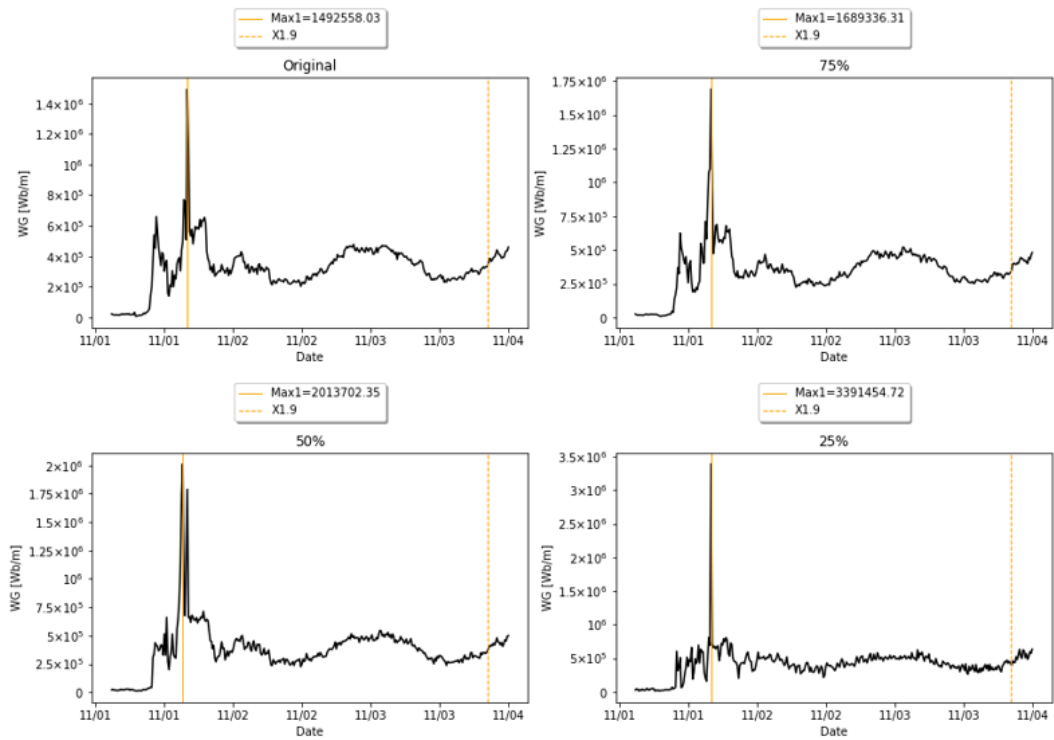 Max1=1492558.03
X1.9
Original
1.4×10⁶
1.2×10⁶
10⁶
8×10⁵
6×10⁵
4×10⁵
2×10⁵
0
WG [Wb/m]
11/01 11/01 11/02 11/02 11/03 11/03 11/04
Date
Max1=1689336.31
X1.9
75%
1.75×10⁶
1.5×10⁶
1.25×10⁶
10⁶
7.5×10⁵
5×10⁵
2.5×10⁵
0
WG [Wb/m]
11/01 11/01 11/02 11/02 11/03 11/03 11/04
Date
Max1=2013702.35
X1.9
50%
2×10⁶
1.75×10⁶
1.5×10⁶
1.25×10⁶
10⁶
7.5×10⁵
5×10⁵
2.5×10⁵
0
WG [Wb/m]
11/01 11/01 11/02 11/02 11/03 11/03 11/04
Date
Max1=3391454.72
X1.9
25%
3.5×10⁶
3×10⁶
2.5×10⁶
2×10⁶
1.5×10⁶
10⁶
5×10⁵
0
WG [Wb/m]
11/01 11/01 11/02 11/02 11/03 11/03 11/04
Date